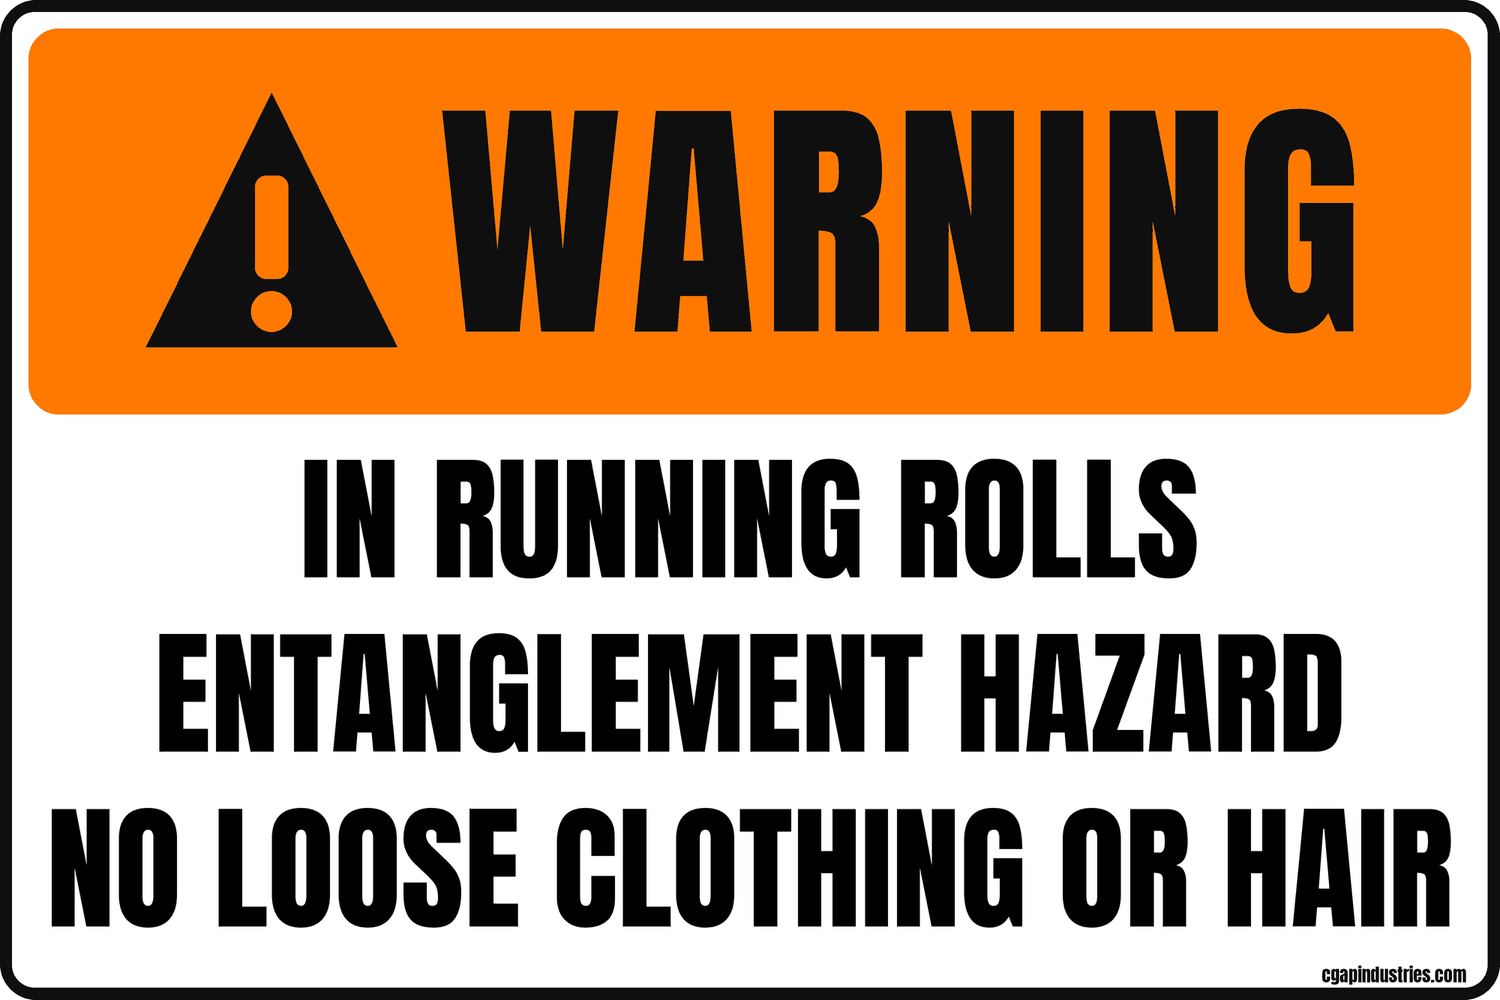 WARNING
IN RUNNING ROLLS
ENTANGLEMENT HAZARD
NO LOOSE CLOTHING OR HAIR
cgapindustries.com